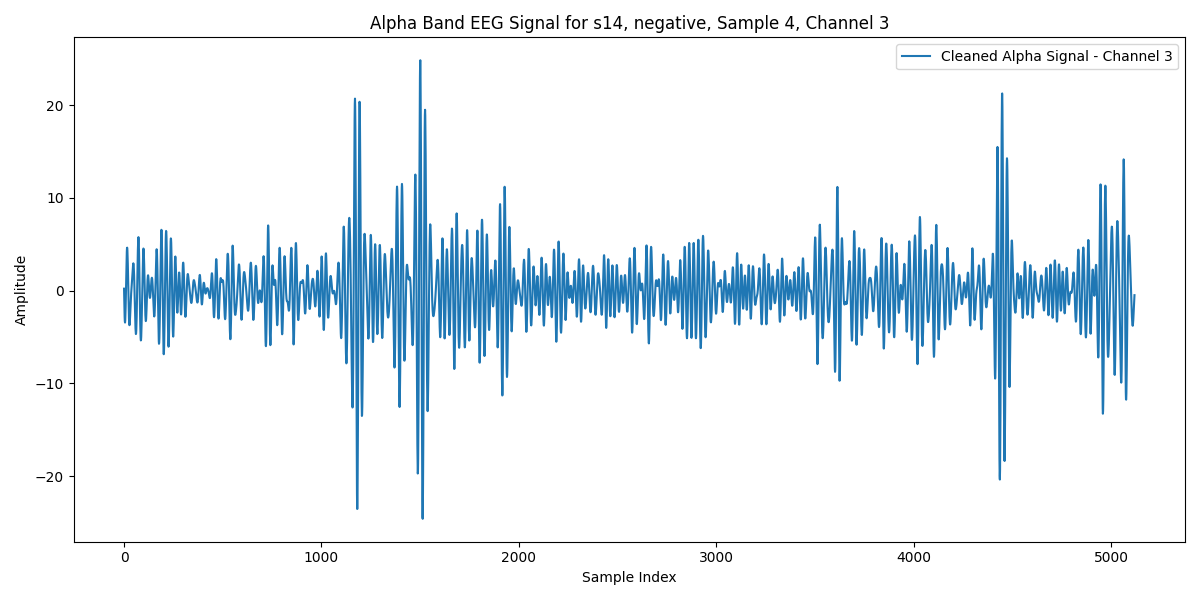 Alpha Band EEG Signal for s14, negative, Sample 4, Channel 3
Cleaned Alpha Signal - Channel 3
Amplitude
20
10
0
−10
−20
0 1000 2000 3000 4000 5000
Sample Index